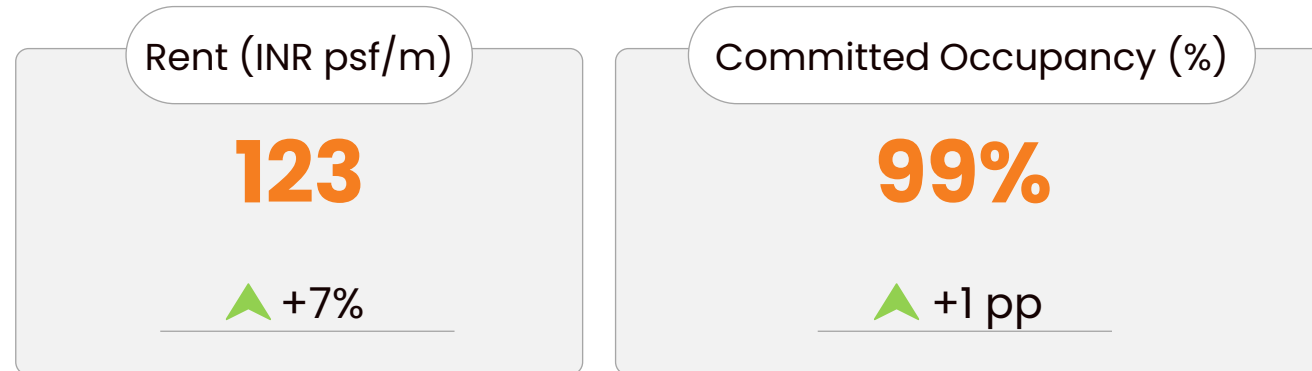 Rent (INR psf/m)
123
+7%
Committed Occupancy (%)
99%
+1 pp